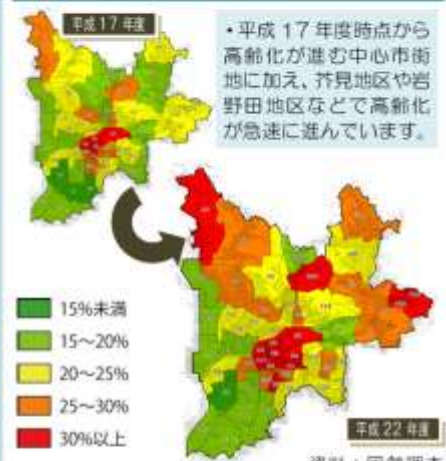 平成17年度
・平成 17 年度時点から
高齢化が進む中心市街
地に加え、芥見地区や岩
野田地区などで高齢化
が急速に進んでいます。
15%未満
15～20%
20～25%
25～30%
30%以上
平成22年度